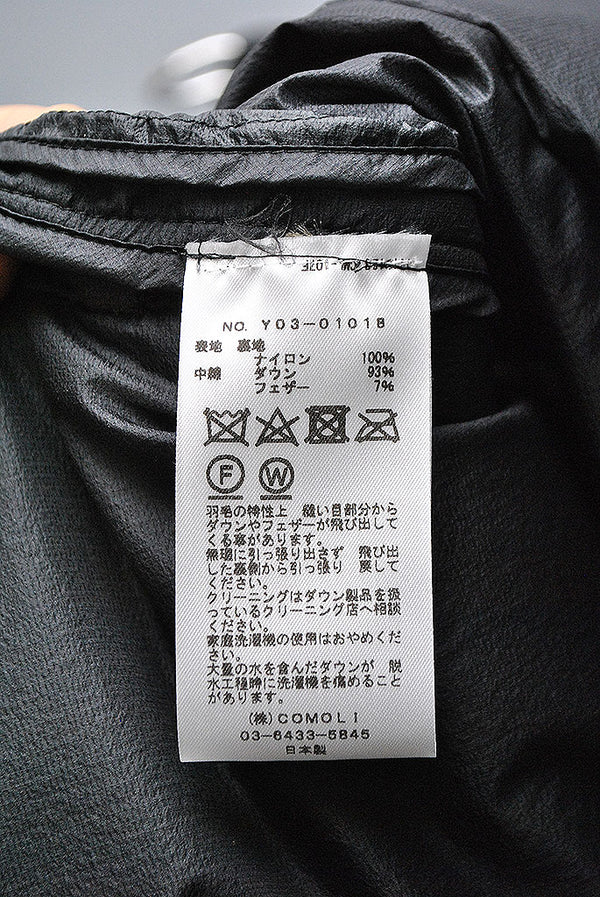 NO. Y03-01018
表地 裏地
ナイロン 100%
中綿 ダウン 93%
フェザー 7%
F W
羽毛の特性上 縫い目部分から
ダウンやフェザーが飛び出して
くる事があります。
無理に引っ張り出さず 飛び出
した裏側から引っ張り 戻して
ください。
クリーニングはダウン製品を扱
っているクリーニング店へ相談
ください。
家庭洗濯機の使用はおやめくだ
さい。
大量の水を含んだダウンが 脱
水工程時に洗濯機を痛めること
があります。
(株)COMOLI
03-6433-5845
日本製